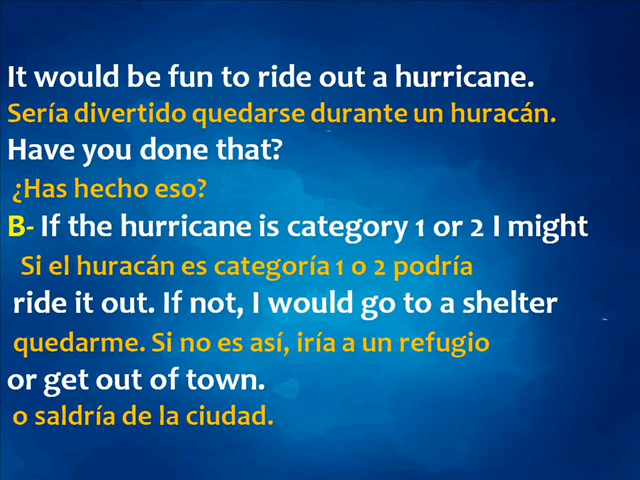 It would be fun to ride out a hurricane.
Sería divertido quedarse durante un huracán.
Have you done that?
¿Has hecho eso?
B- If the hurricane is category 1 or 2 I might
Si el huracán es categoría 1 o 2 podría
ride it out. If not, I would go to a shelter
quedarme. Si no es así, iría a un refugio
or get out of town.
o saldría de la ciudad.